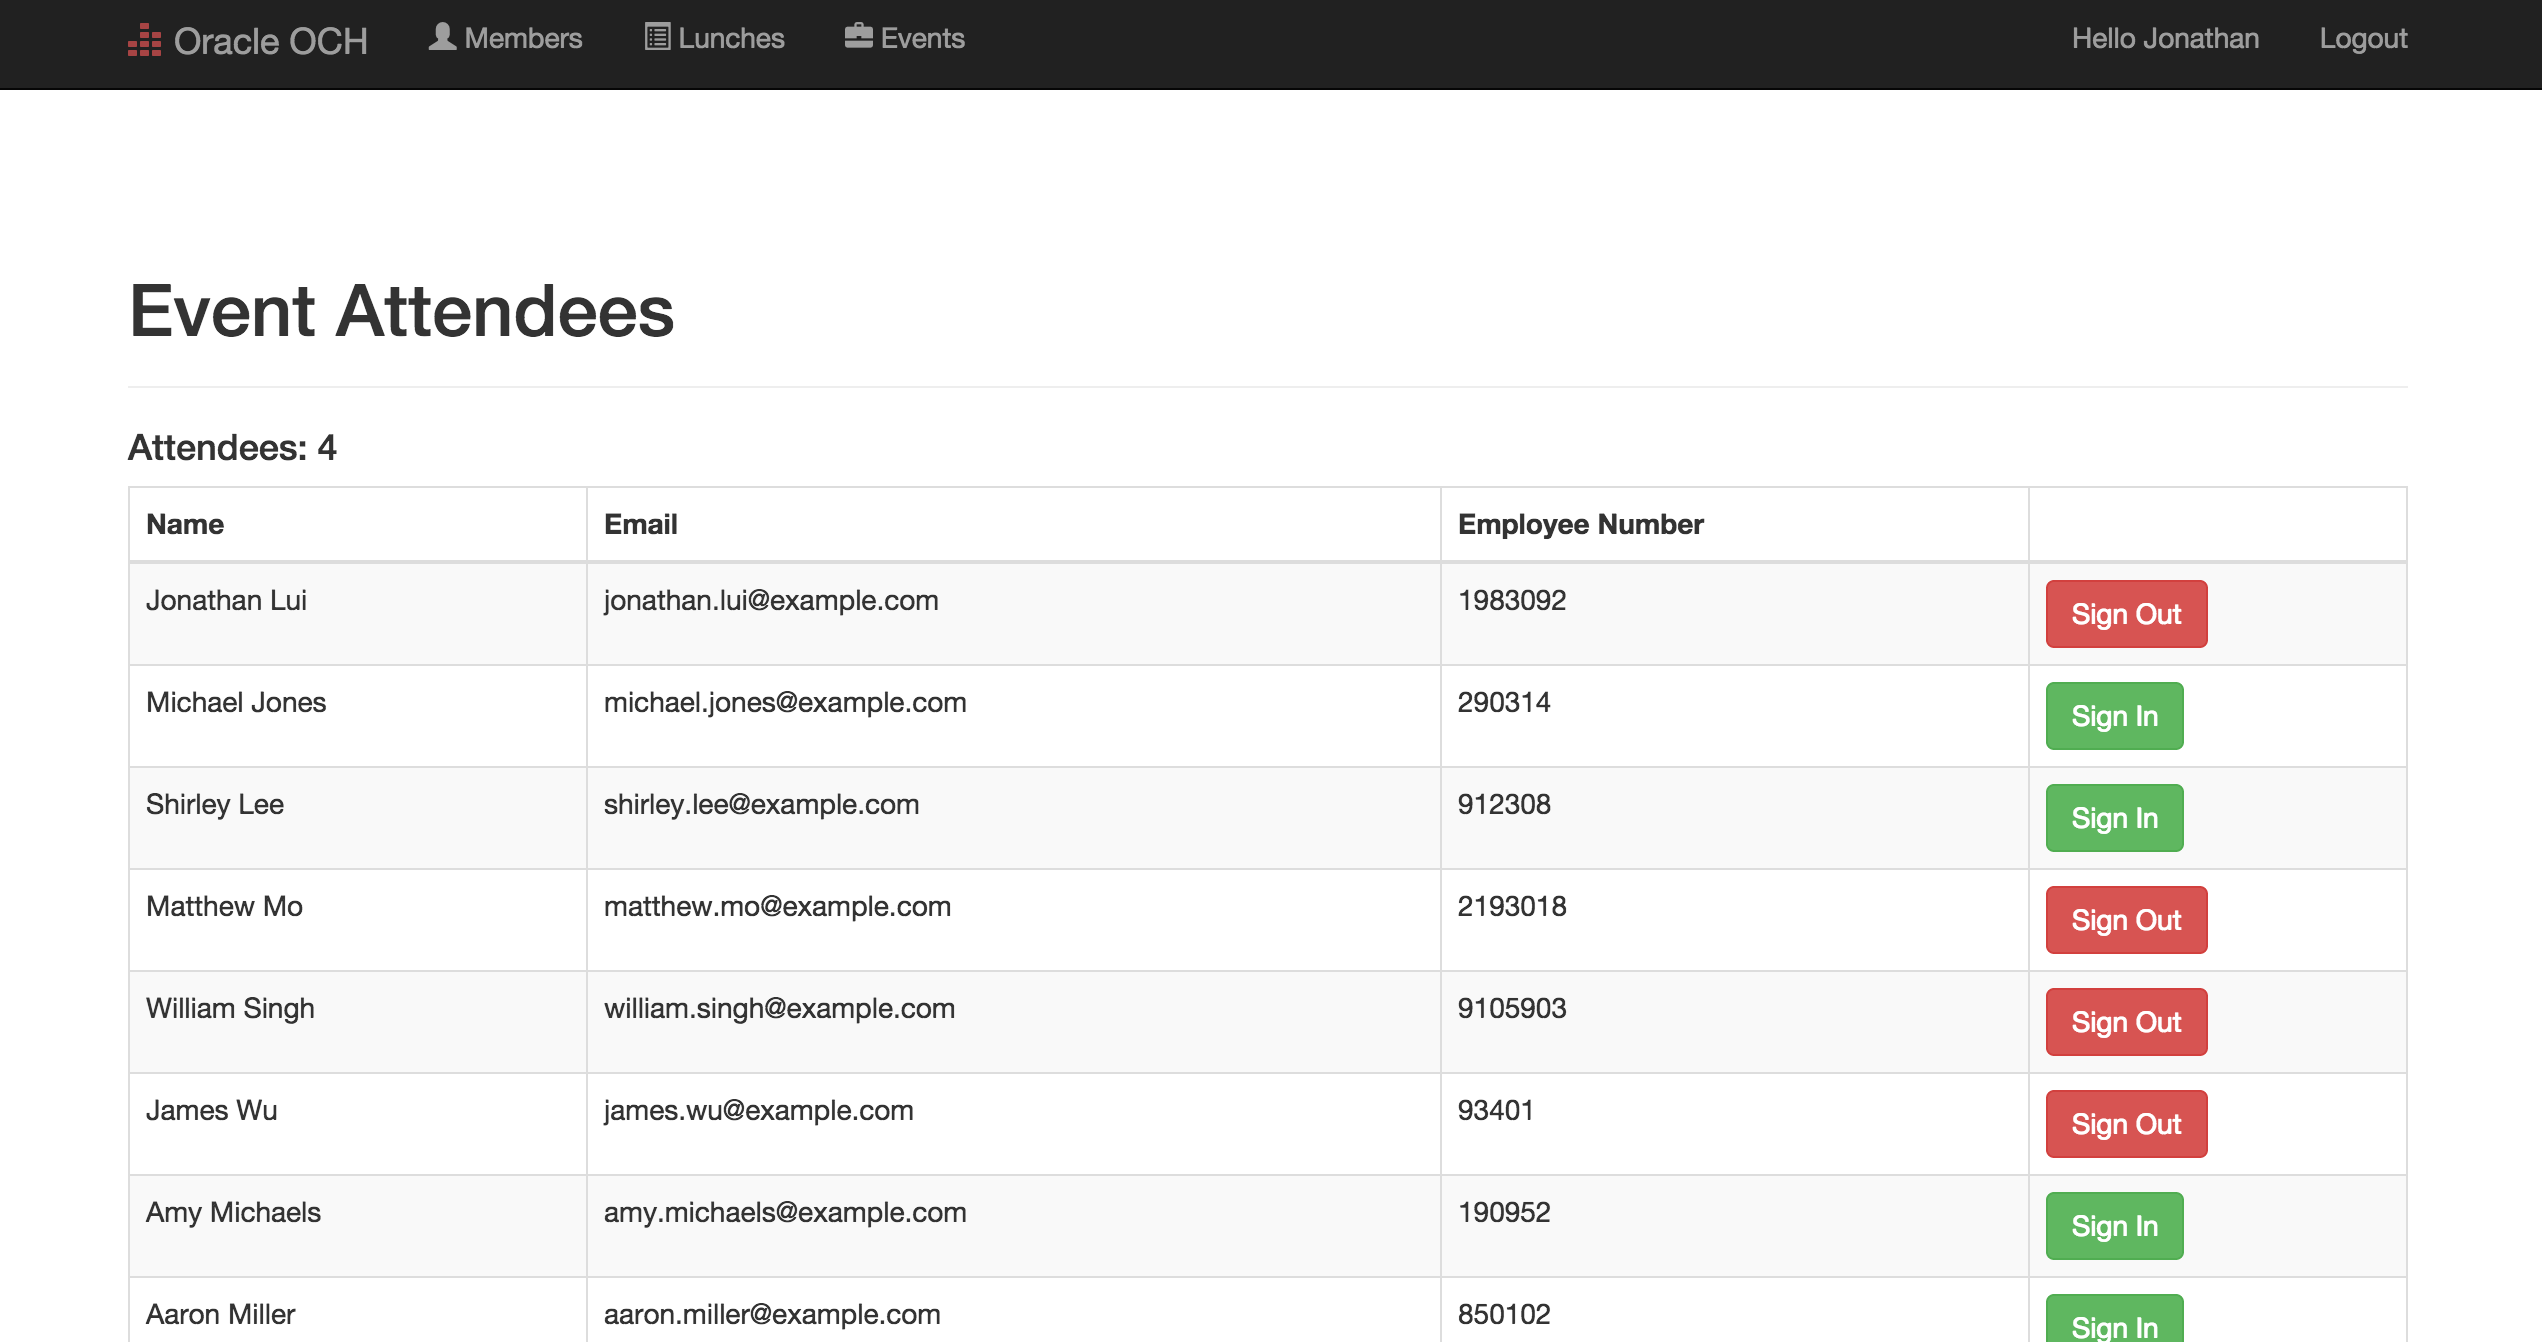 Oracle OCH Members Lunches Events Hello Jonathan Logout
Event Attendees
Attendees: 4
Name Email Employee Number
Jonathan Lui jonathan.lui@example.com 1983092 Sign Out
Michael Jones michael.jones@example.com 290314 Sign In
Shirley Lee shirley.lee@example.com 912308 Sign In
Matthew Mo matthew.mo@example.com 2193018 Sign Out
William Singh william.singh@example.com 9105903 Sign Out
James Wu james.wu@example.com 93401 Sign Out
Amy Michaels amy.michaels@example.com 190952 Sign In
Aaron Miller aaron.miller@example.com 850102 Sign In